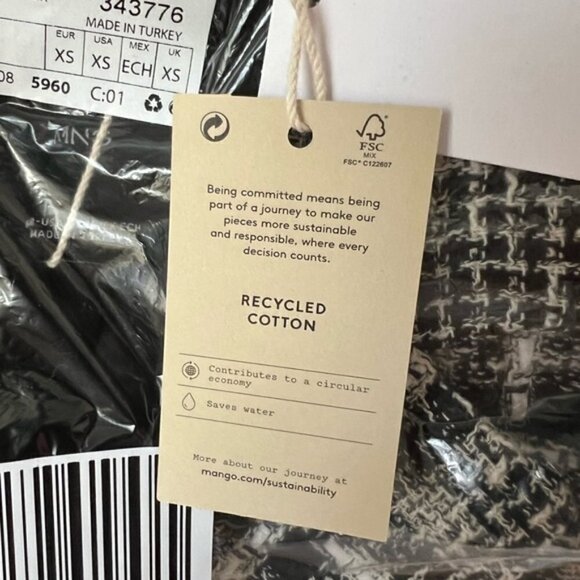 343776
MADE IN TURKEY
EUR USA MEX UK
XS XS ECH XS
08 5960 C:01
MNG
FSC
MIX
FSC® C122607
Being committed means being
part of a journey to make our
pieces more sustainable
and responsible, where every
decision counts.
RECYCLED
COTTON
Contributes to a circular
economy
Saves water
More about our journey at
mango.com/sustainability